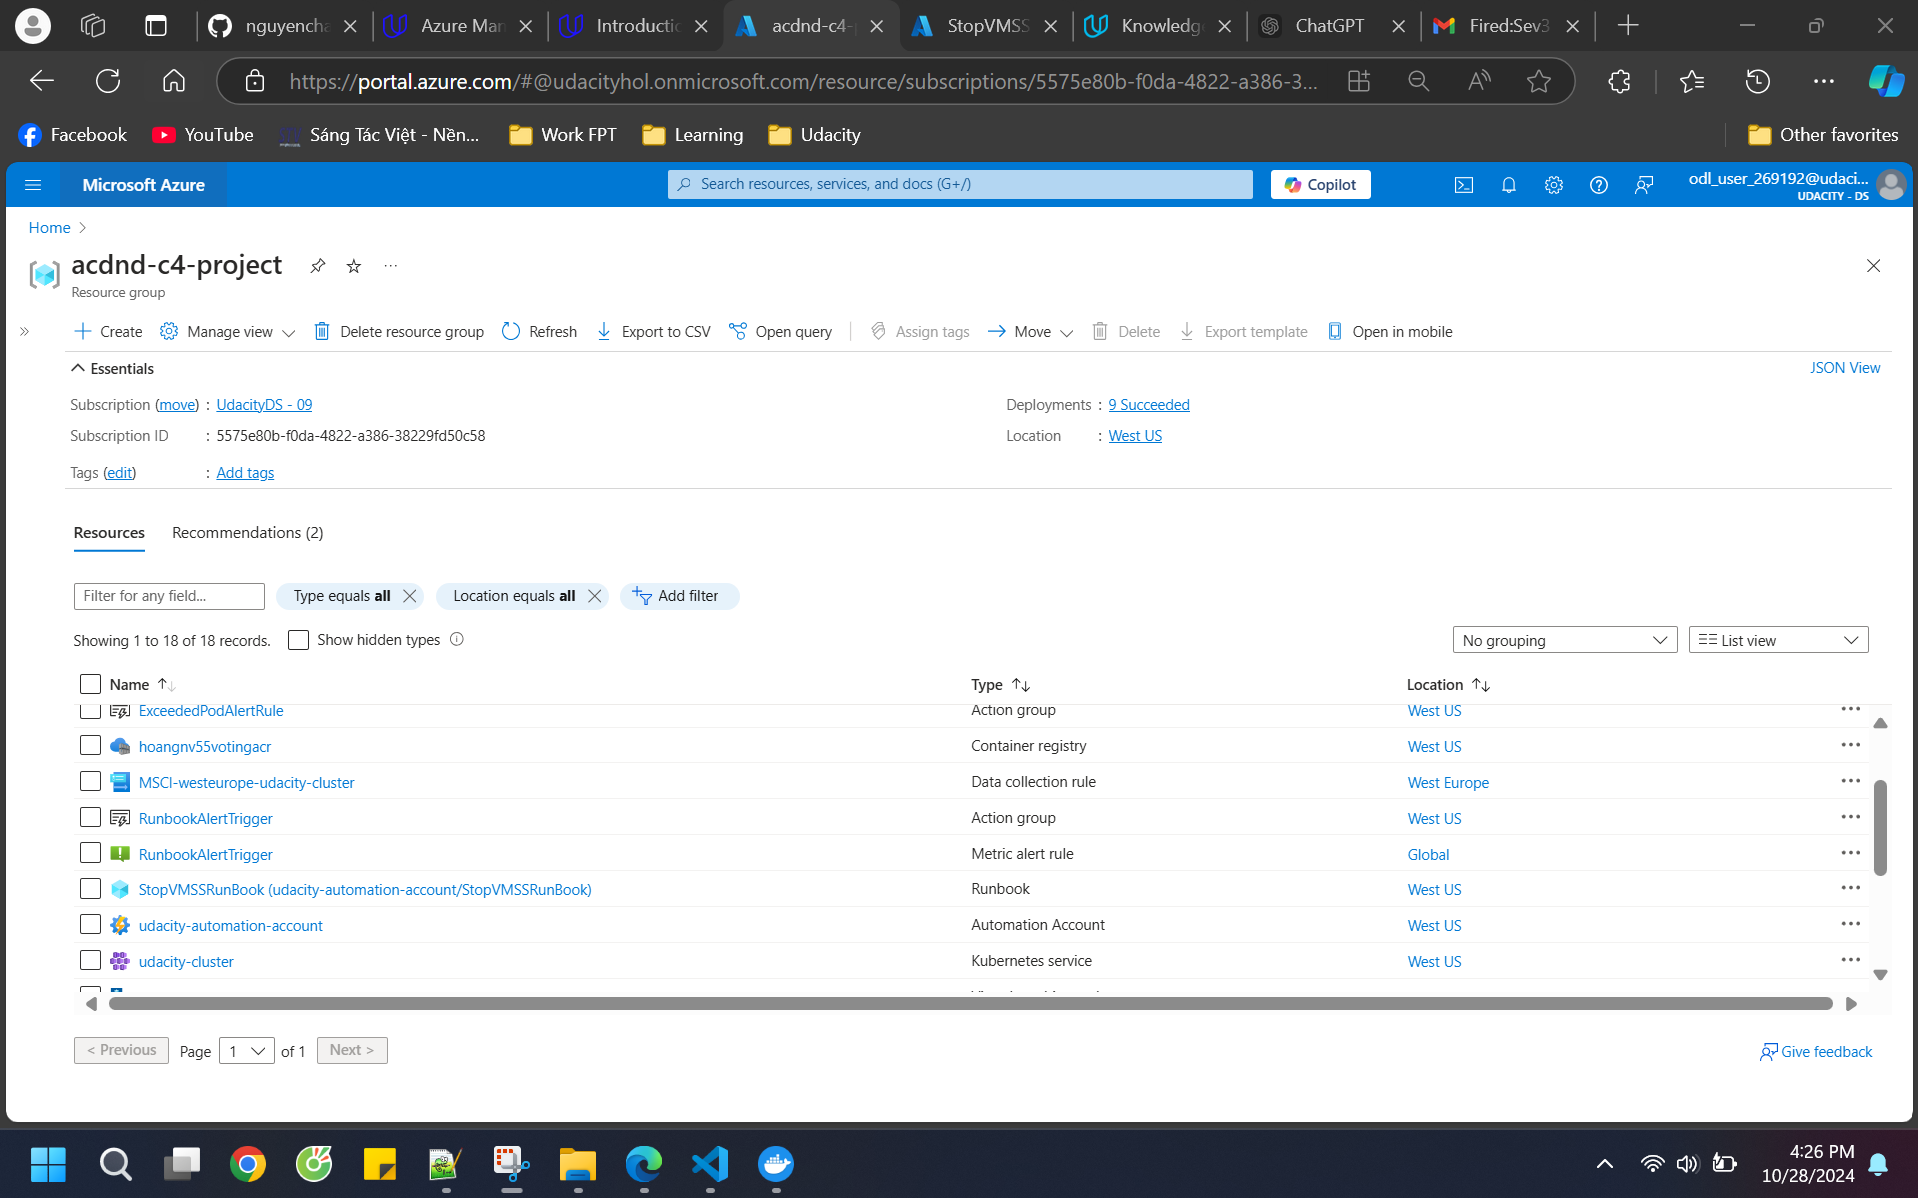 nguyencha
Azure Man
Introductic
acdnd-c4-p
StopVMSS
Knowledg
ChatGPT
Fired:Sev3
https://portal.azure.com/#@udacityhol.onmicrosoft.com/resource/subscriptions/5575e80b-f0da-4822-a386-3...
Facebook
YouTube
Sáng Tác Việt - Nền...
Work FPT
Learning
Udacity
Other favorites
Microsoft Azure
Search resources, services, and docs (G+/)
Copilot
odl_user_269192@udaci...
UDACITY - DS
Home
acdnd-c4-project
Resource group
Create
Manage view
Delete resource group
Refresh
Export to CSV
Open query
Assign tags
Move
Delete
Export template
Open in mobile
Essentials
JSON View
Subscription (move) : UdacityDS - 09
Deployments : 9 Succeeded
Subscription ID : 5575e80b-f0da-4822-a386-38229fd50c58
Location : West US
Tags (edit) : Add tags
Resources
Recommendations (2)
Filter for any field...
Type equals all
Location equals all
Add filter
Showing 1 to 18 of 18 records.
Show hidden types
No grouping
List view
Name Type Location
ExceededPodAlertRule Action group West US
hoangnv55votingacr Container registry West US
MSCI-westeurope-udacity-cluster Data collection rule West Europe
RunbookAlertTrigger Action group West US
RunbookAlertTrigger Metric alert rule Global
StopVMSSRunBook (udacity-automation-account/StopVMSSRunBook) Runbook West US
udacity-automation-account Automation Account West US
udacity-cluster Kubernetes service West US
< Previous
Page 1 of 1
Next >
Give feedback
4:26 PM
10/28/2024